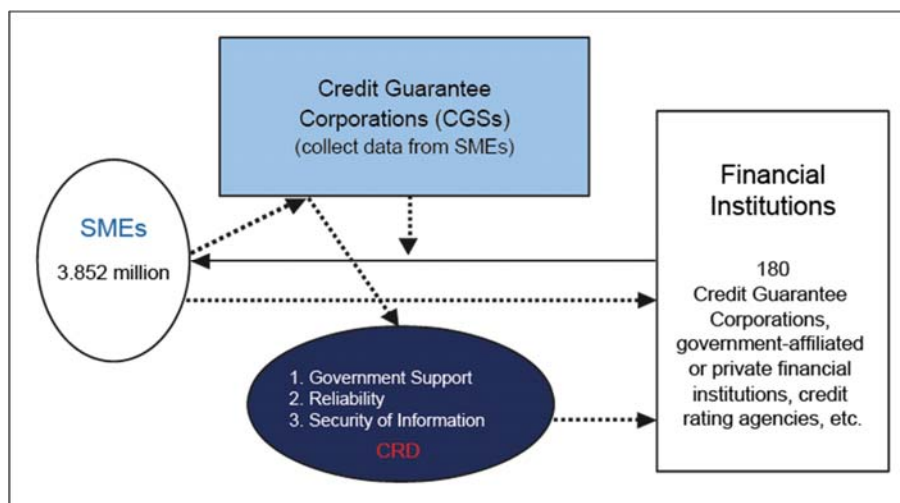 Credit Guarantee
Corporations (CGSs)
(collect data from SMEs)
SMEs
3.852 million
Financial
Institutions
180
Credit Guarantee
Corporations,
government-affiliated
or private financial
institutions, credit
rating agencies, etc.
1. Government Support
2. Reliability
3. Security of Information
CRD